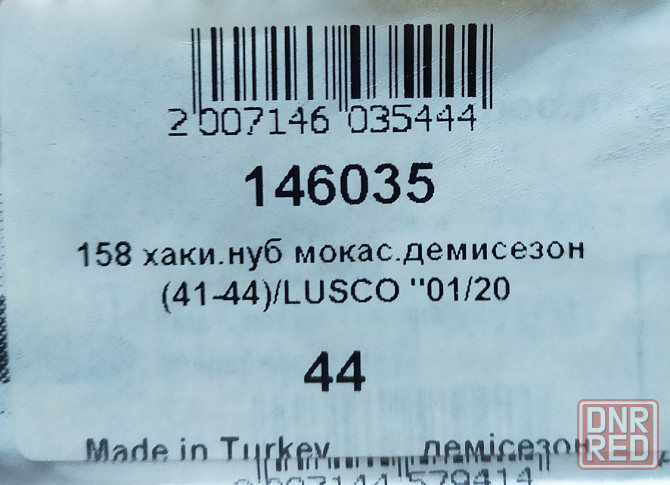 2 007146 035444
146035
158 хаки.нуб мокас.демисезон
(41-44)/LUSCO "01/20
44
Made in Turkey демісезон
DNR
RED